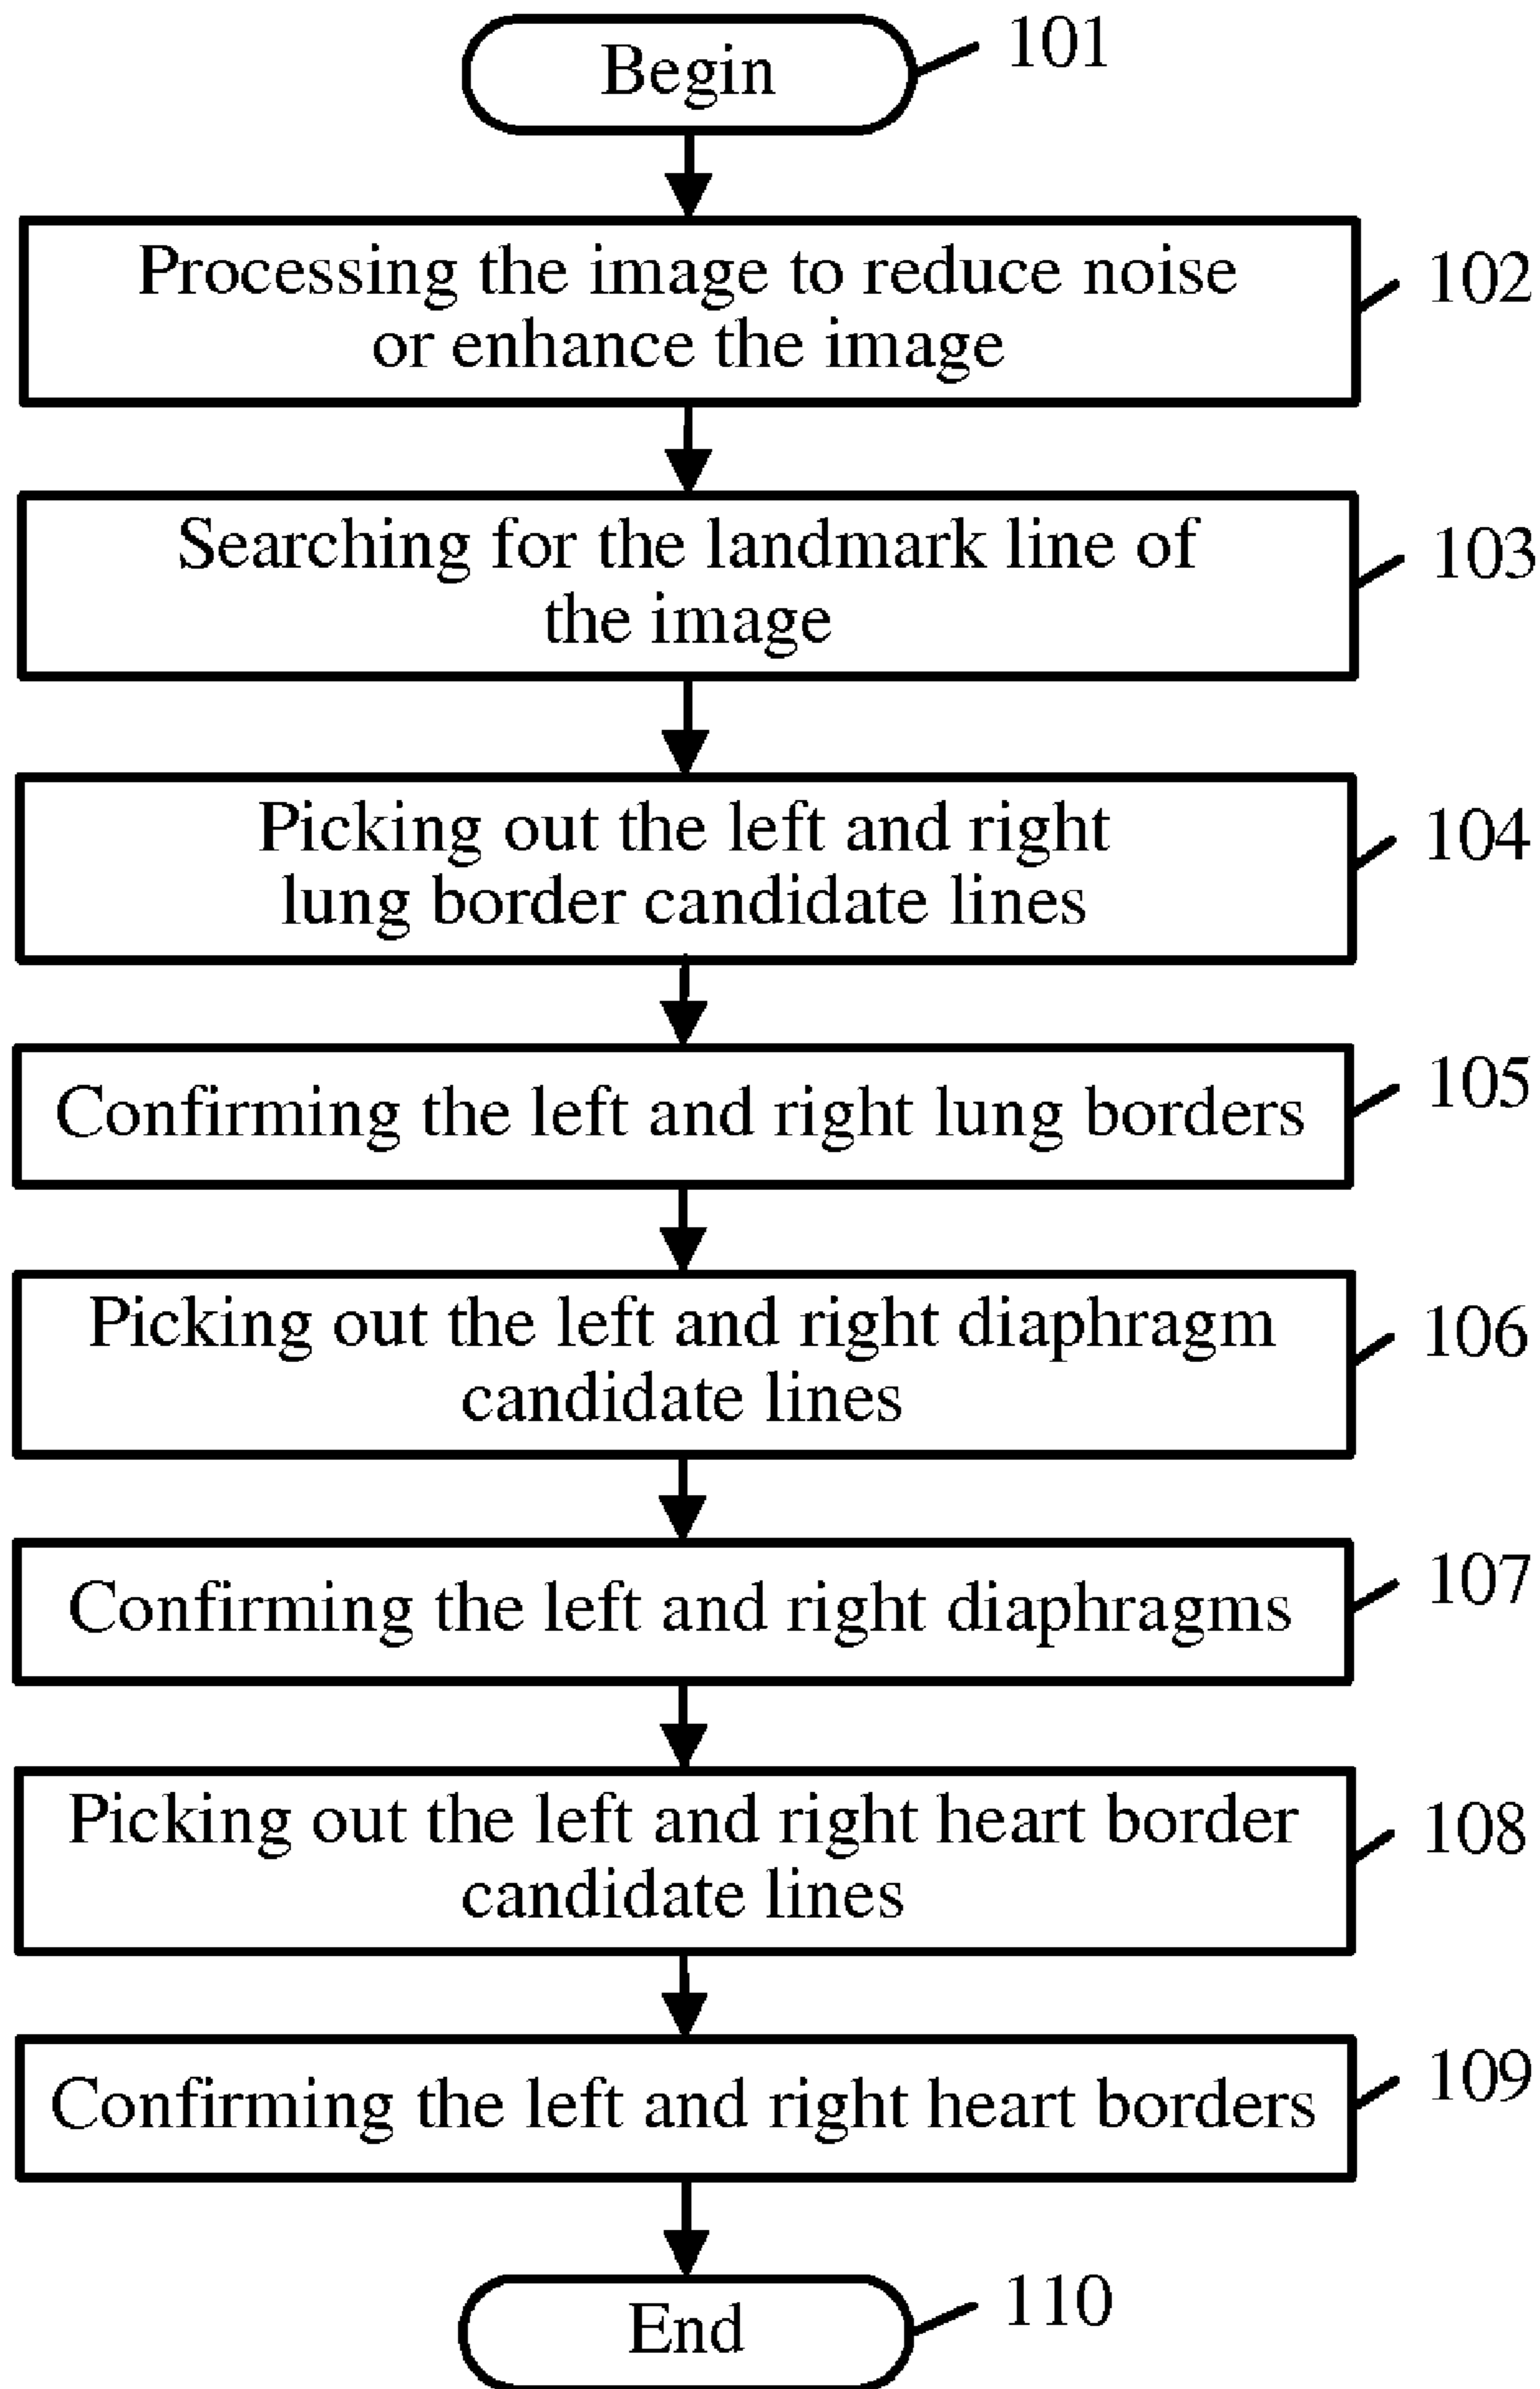 Begin
101
Processing the image to reduce noise
or enhance the image
102
Searching for the landmark line of
the image
103
Picking out the left and right
lung border candidate lines
104
Confirming the left and right lung borders
105
Picking out the left and right diaphragm
candidate lines
106
Confirming the left and right diaphragms
107
Picking out the left and right heart border
candidate lines
108
Confirming the left and right heart borders
109
End
110